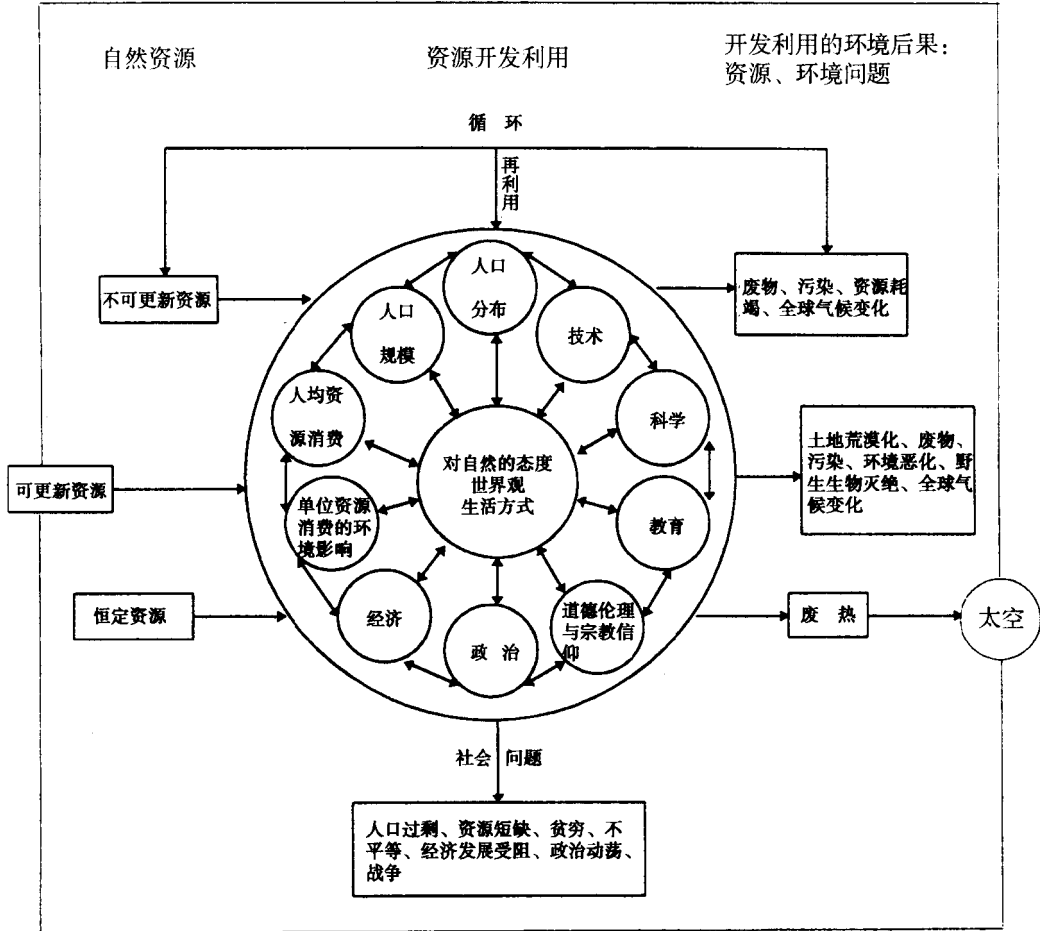 自然资源
资源开发利用
开发利用的环境后果:
资源、环境问题
循 环
再
利
用
不可更新资源
可更新资源
恒定资源
人口
分布
人口
规模
技术
人均资
源消费
科学
对自然的态度
世界观
生活方式
单位资源
消费的环
境影响
教育
经济
政 治
道德伦理
与宗教信
仰
废物、污染、资源耗
竭、全球气候变化
土地荒漠化、废物、
污染、环境恶化、野
生生物灭绝、全球气
候变化
废 热
太空
社会 问题
人口过剩、资源短缺、贫穷、不
平等、经济发展受阻、政治动荡、
战争